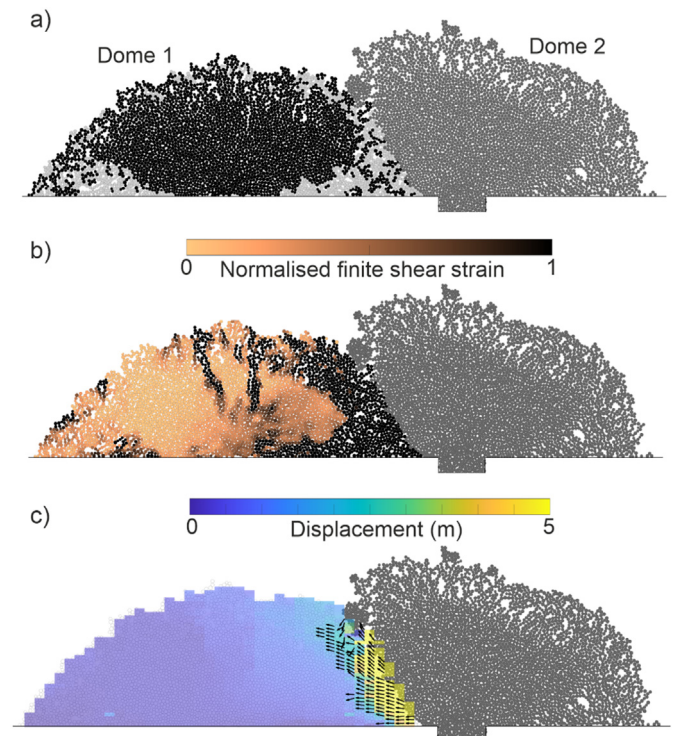 a)
Dome 1
Dome 2
b)
0 Normalised finite shear strain 1
c)
0 Displacement (m) 5